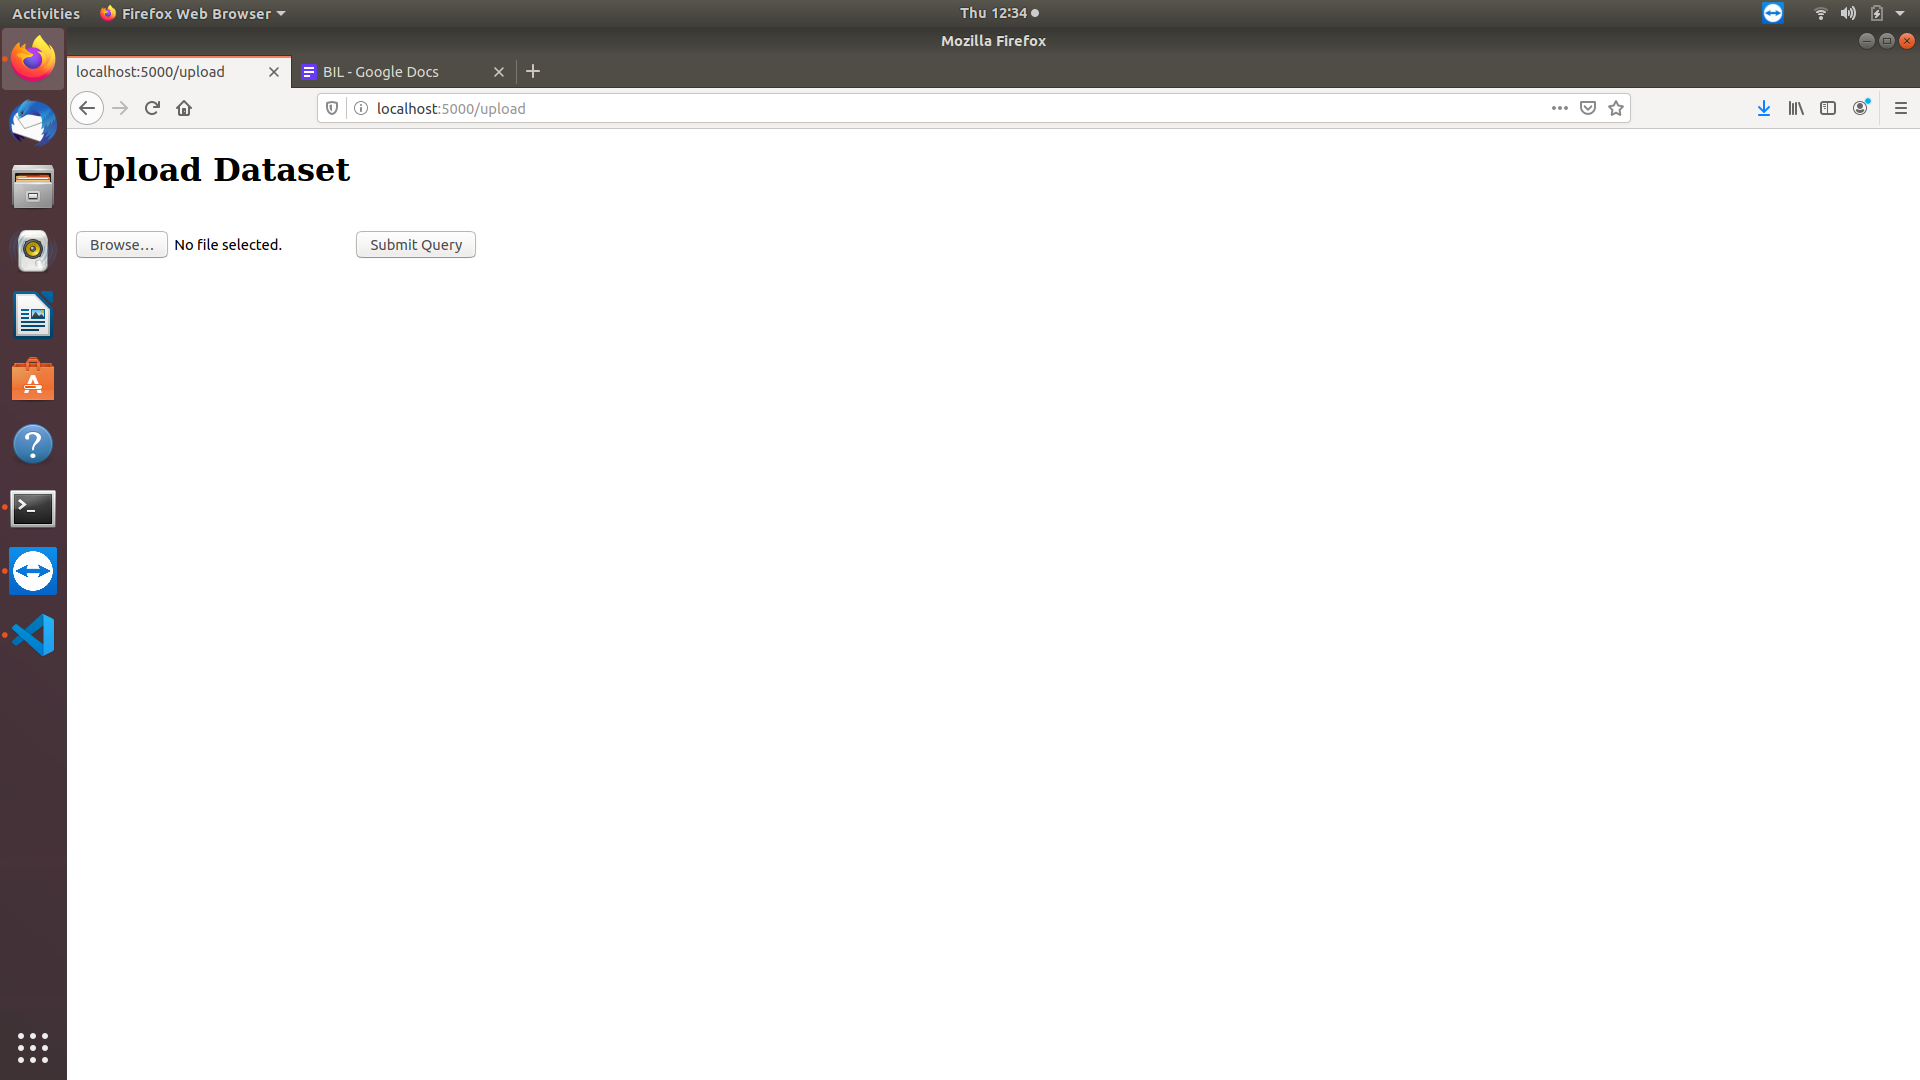 Activities Firefox Web Browser Thu 12:34
Mozilla Firefox
localhost:5000/upload BIL - Google Docs
localhost:5000/upload
Upload Dataset
Browse... No file selected. Submit Query